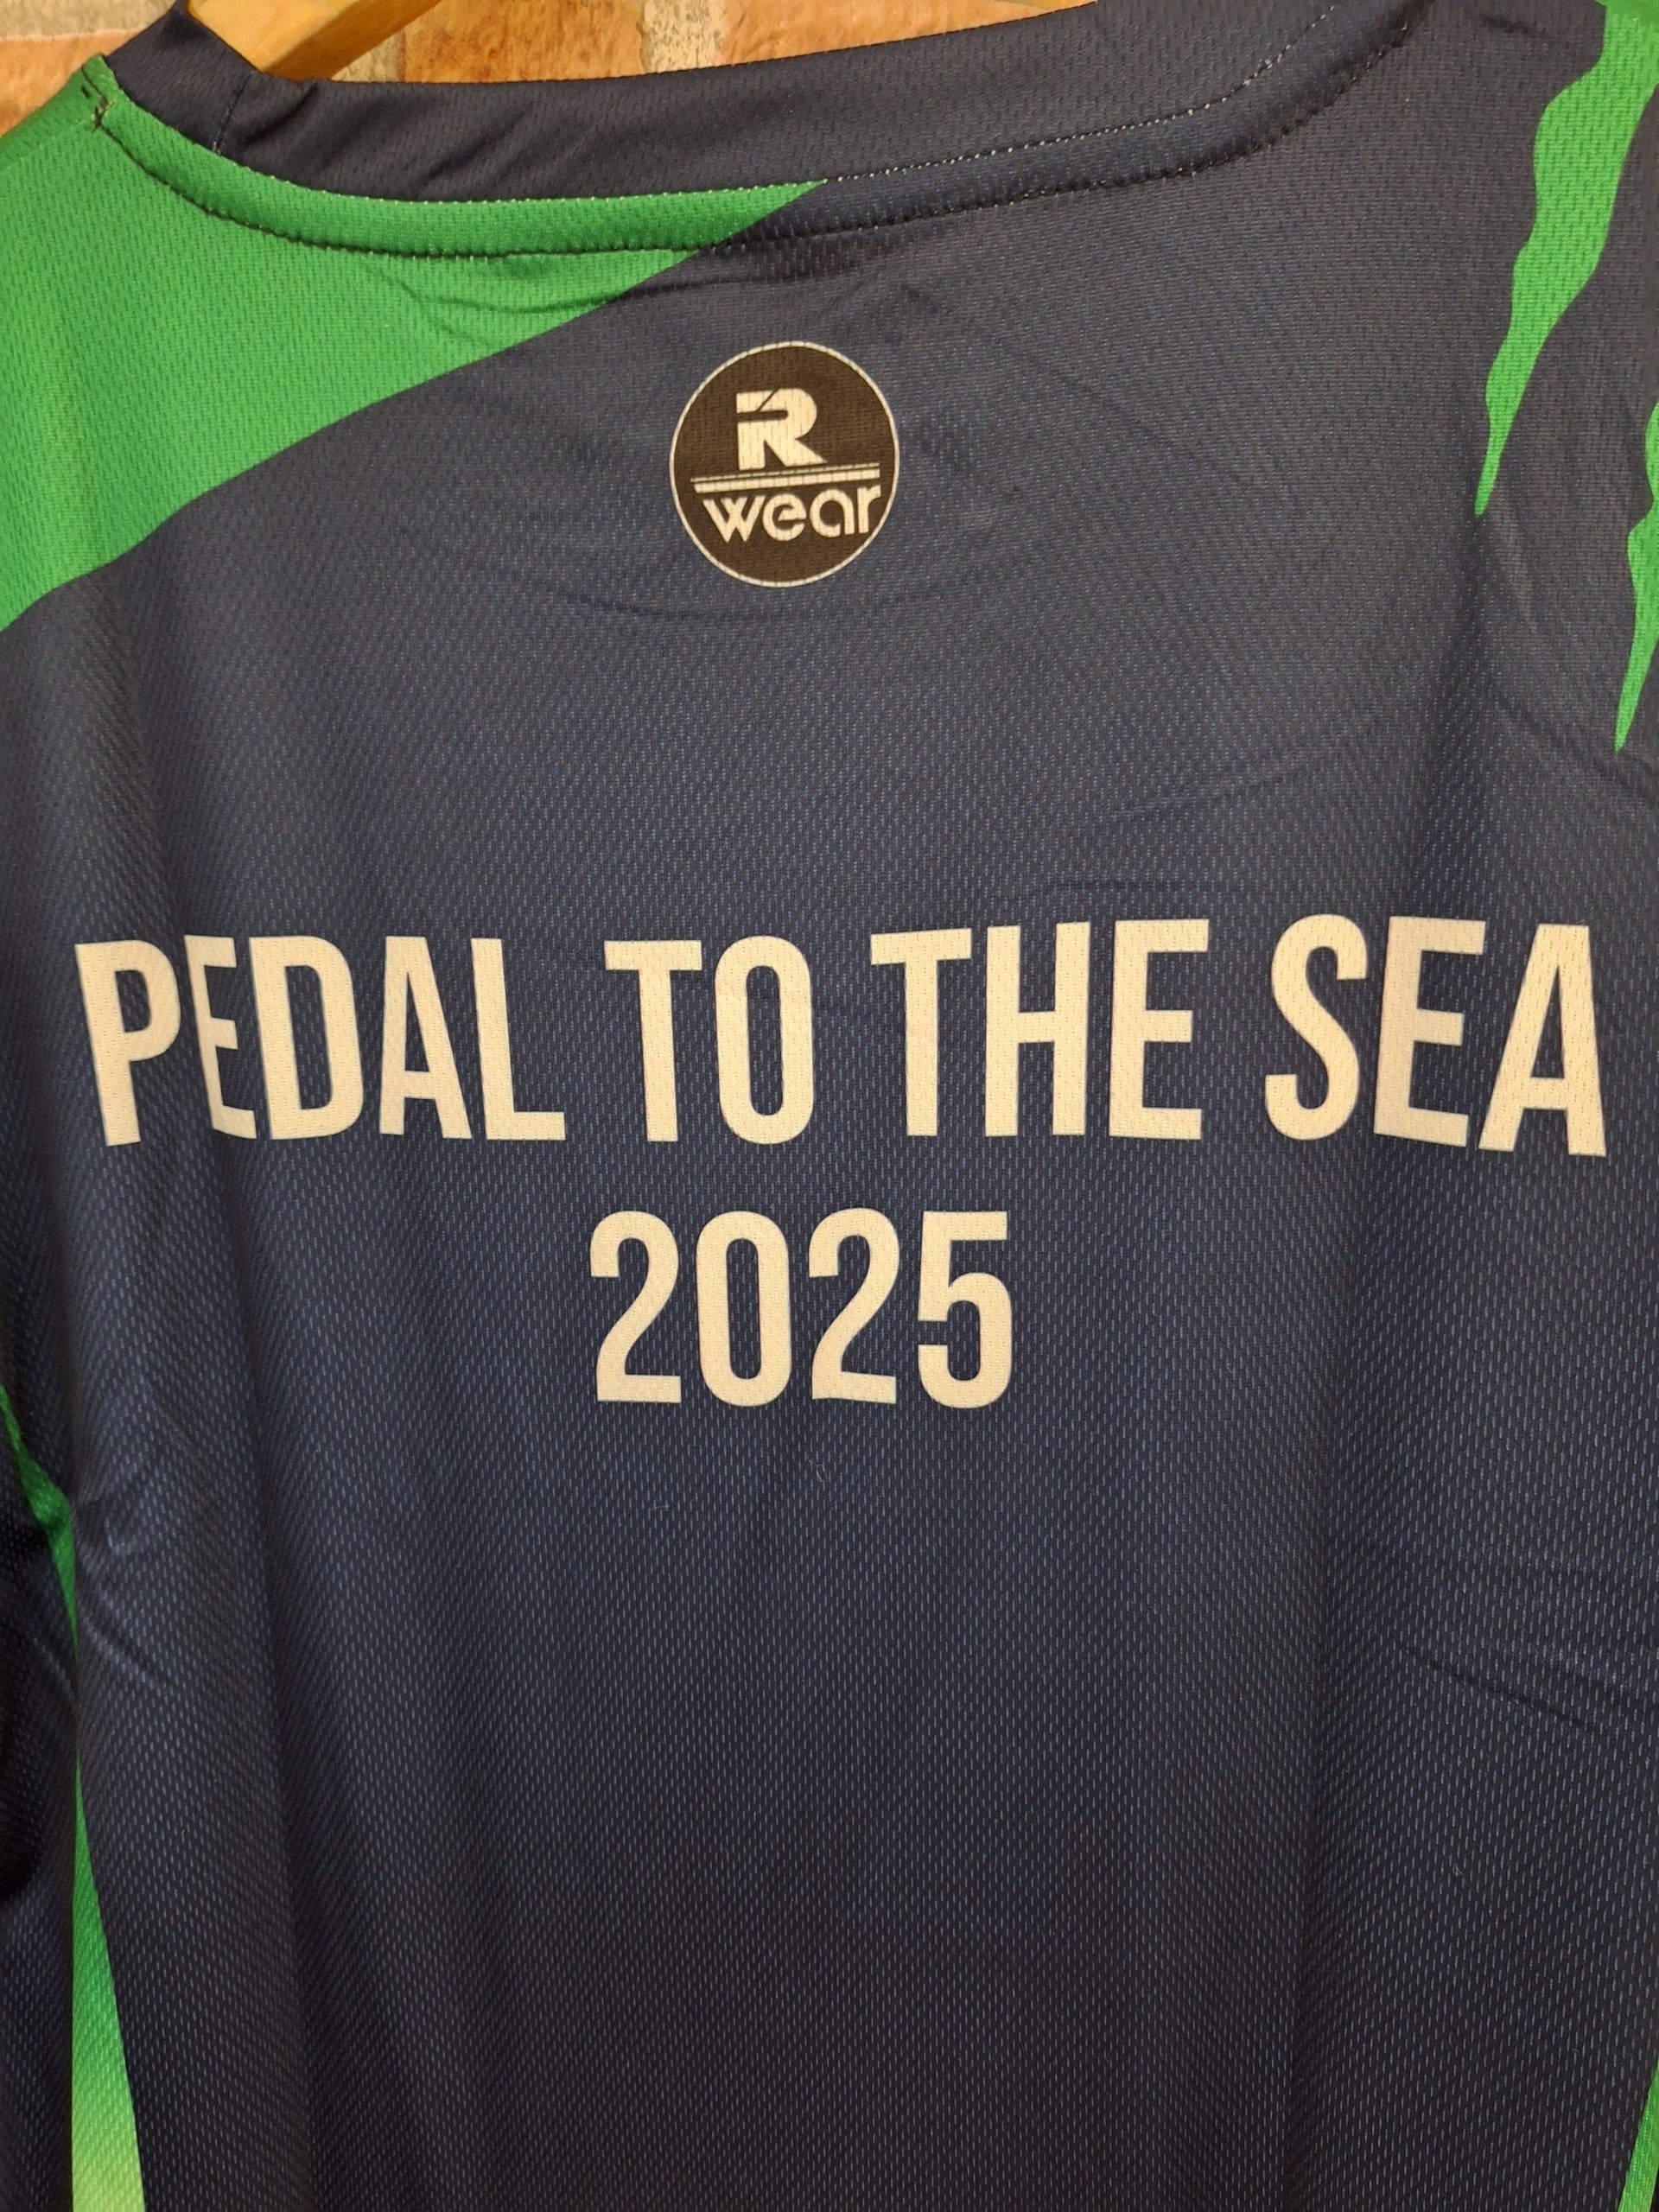 R
wear
PEDAL TO THE SEA
2025